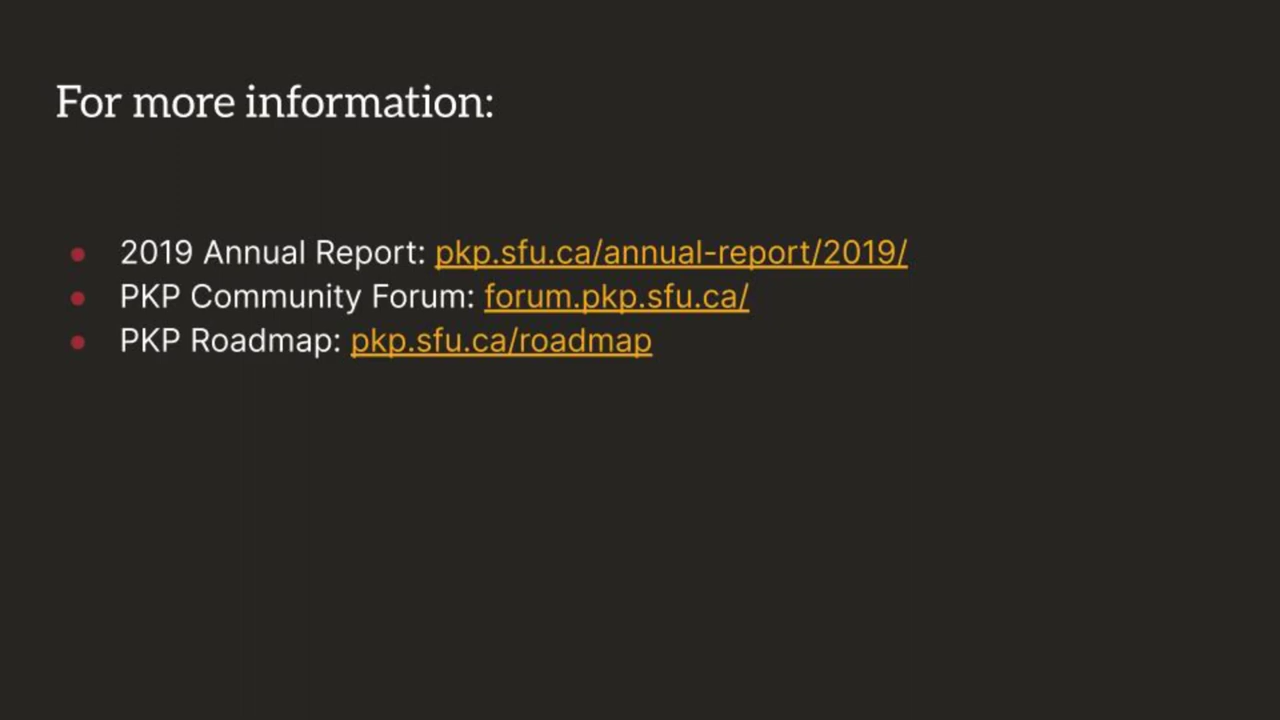 For more information:
● 2019 Annual Report: pkp.sfu.ca/annual-report/2019/
● PKP Community Forum: forum.pkp.sfu.ca/
● PKP Roadmap: pkp.sfu.ca/roadmap